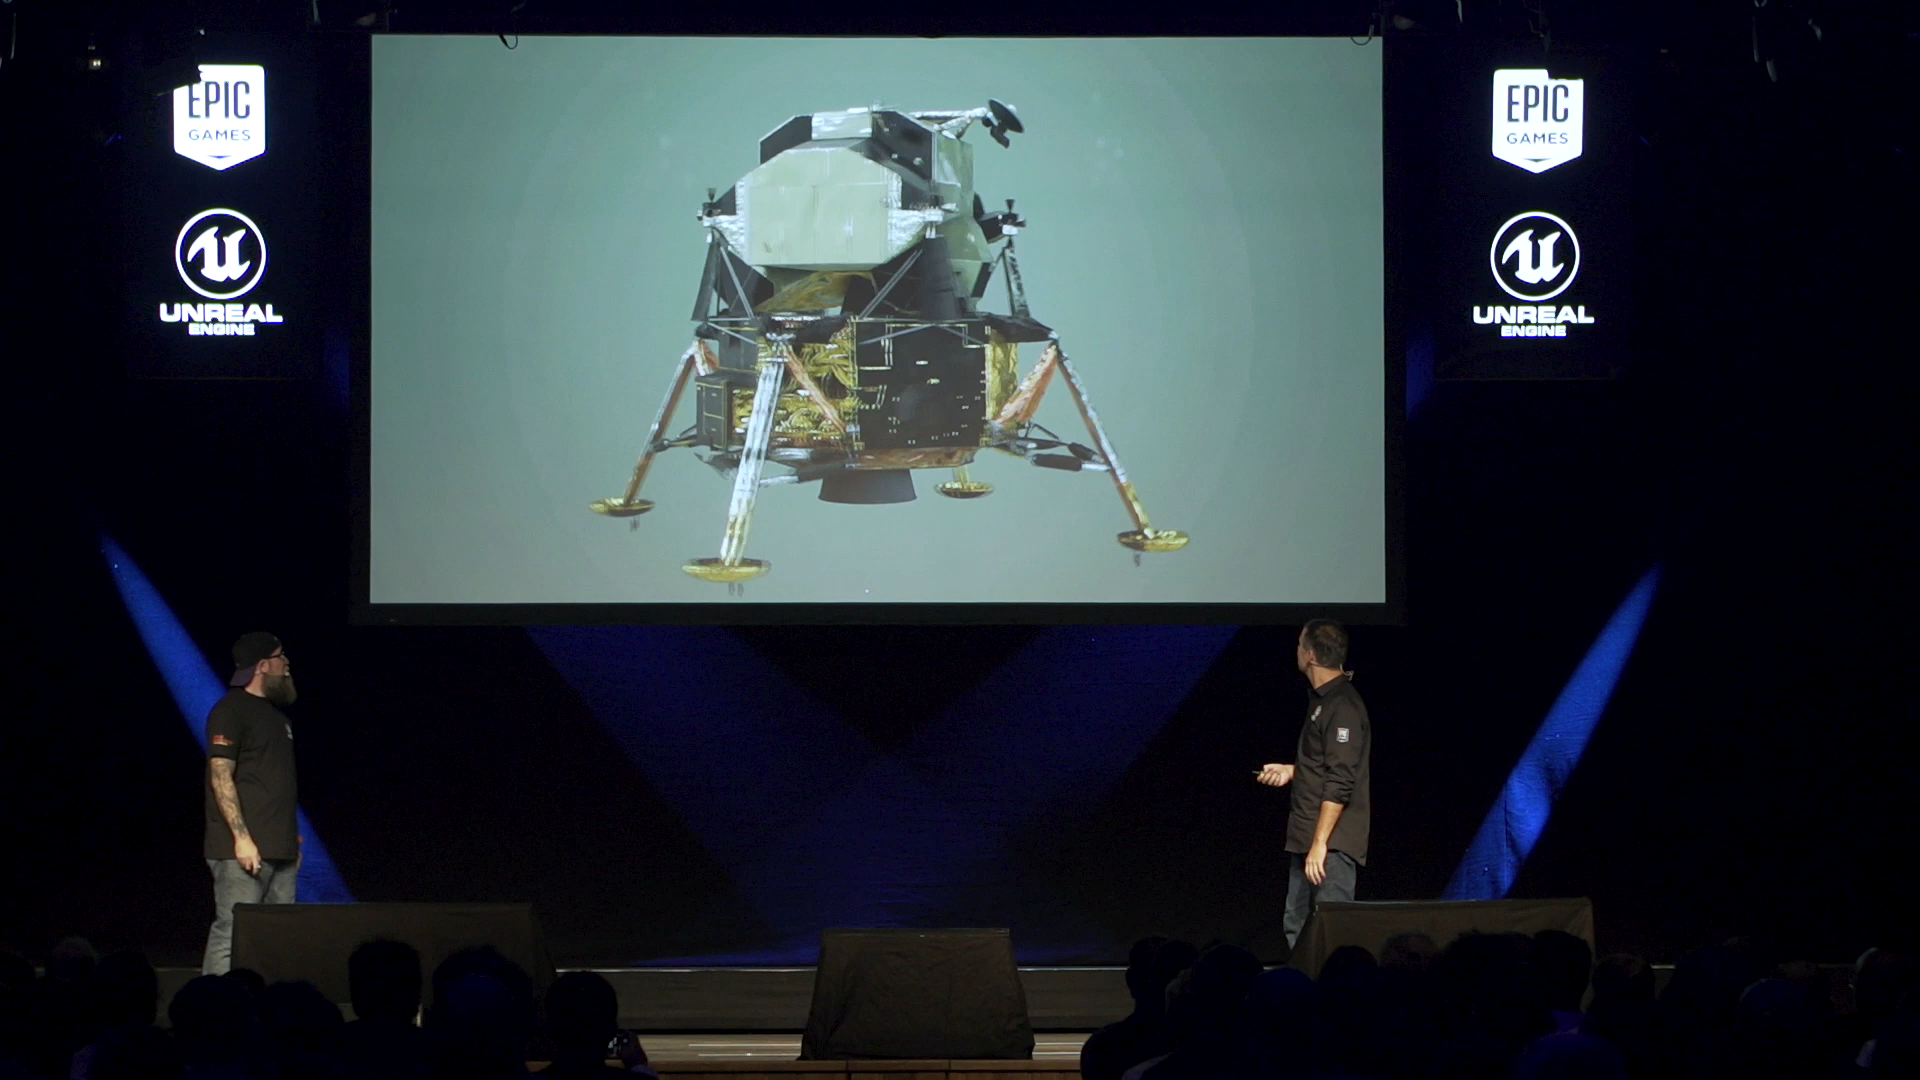 EPIC
GAMES
UNREAL
ENGINE
EPIC
GAMES
UNREAL
ENGINE